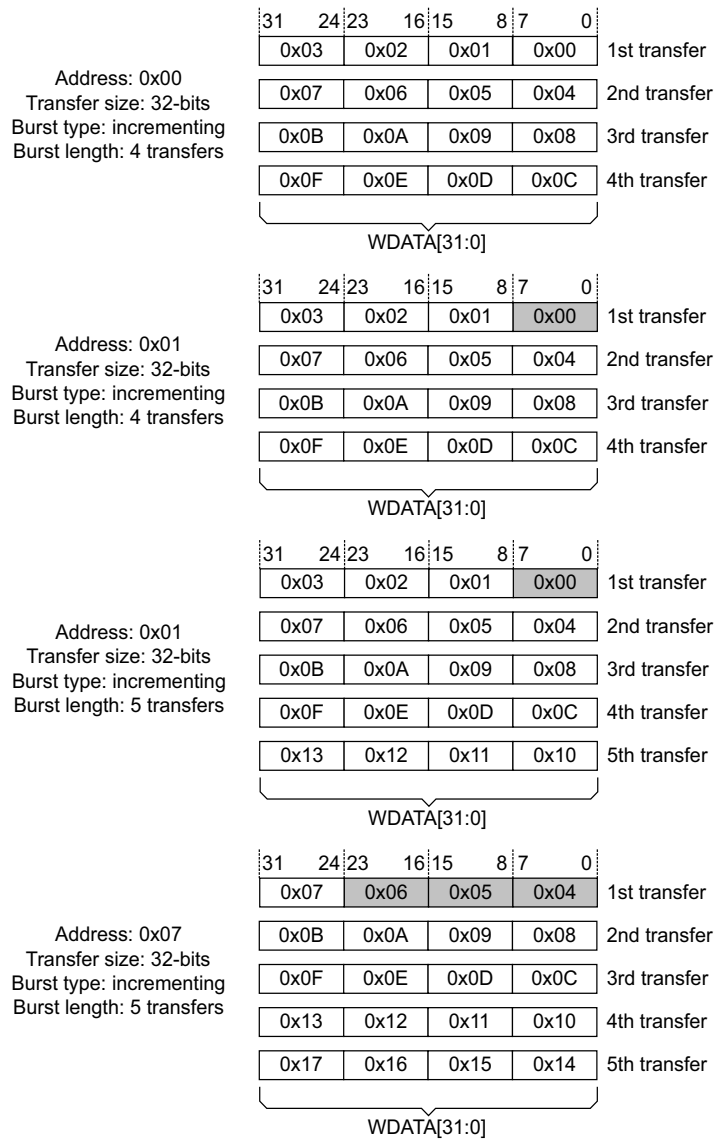 31 24 23 16 15 8 7 0
0x03 0x02 0x01 0x00 1st transfer
Address: 0x00
Transfer size: 32-bits
Burst type: incrementing
Burst length: 4 transfers
0x07 0x06 0x05 0x04 2nd transfer
0x0B 0x0A 0x09 0x08 3rd transfer
0x0F 0x0E 0x0D 0x0C 4th transfer
WDATA[31:0]
31 24 23 16 15 8 7 0
0x03 0x02 0x01 0x00 1st transfer
Address: 0x01
Transfer size: 32-bits
Burst type: incrementing
Burst length: 4 transfers
0x07 0x06 0x05 0x04 2nd transfer
0x0B 0x0A 0x09 0x08 3rd transfer
0x0F 0x0E 0x0D 0x0C 4th transfer
WDATA[31:0]
31 24 23 16 15 8 7 0
0x03 0x02 0x01 0x00 1st transfer
Address: 0x01
Transfer size: 32-bits
Burst type: incrementing
Burst length: 5 transfers
0x07 0x06 0x05 0x04 2nd transfer
0x0B 0x0A 0x09 0x08 3rd transfer
0x0F 0x0E 0x0D 0x0C 4th transfer
0x13 0x12 0x11 0x10 5th transfer
WDATA[31:0]
31 24 23 16 15 8 7 0
0x07 0x06 0x05 0x04 1st transfer
Address: 0x07
Transfer size: 32-bits
Burst type: incrementing
Burst length: 5 transfers
0x0B 0x0A 0x09 0x08 2nd transfer
0x0F 0x0E 0x0D 0x0C 3rd transfer
0x13 0x12 0x11 0x10 4th transfer
0x17 0x16 0x15 0x14 5th transfer
WDATA[31:0]